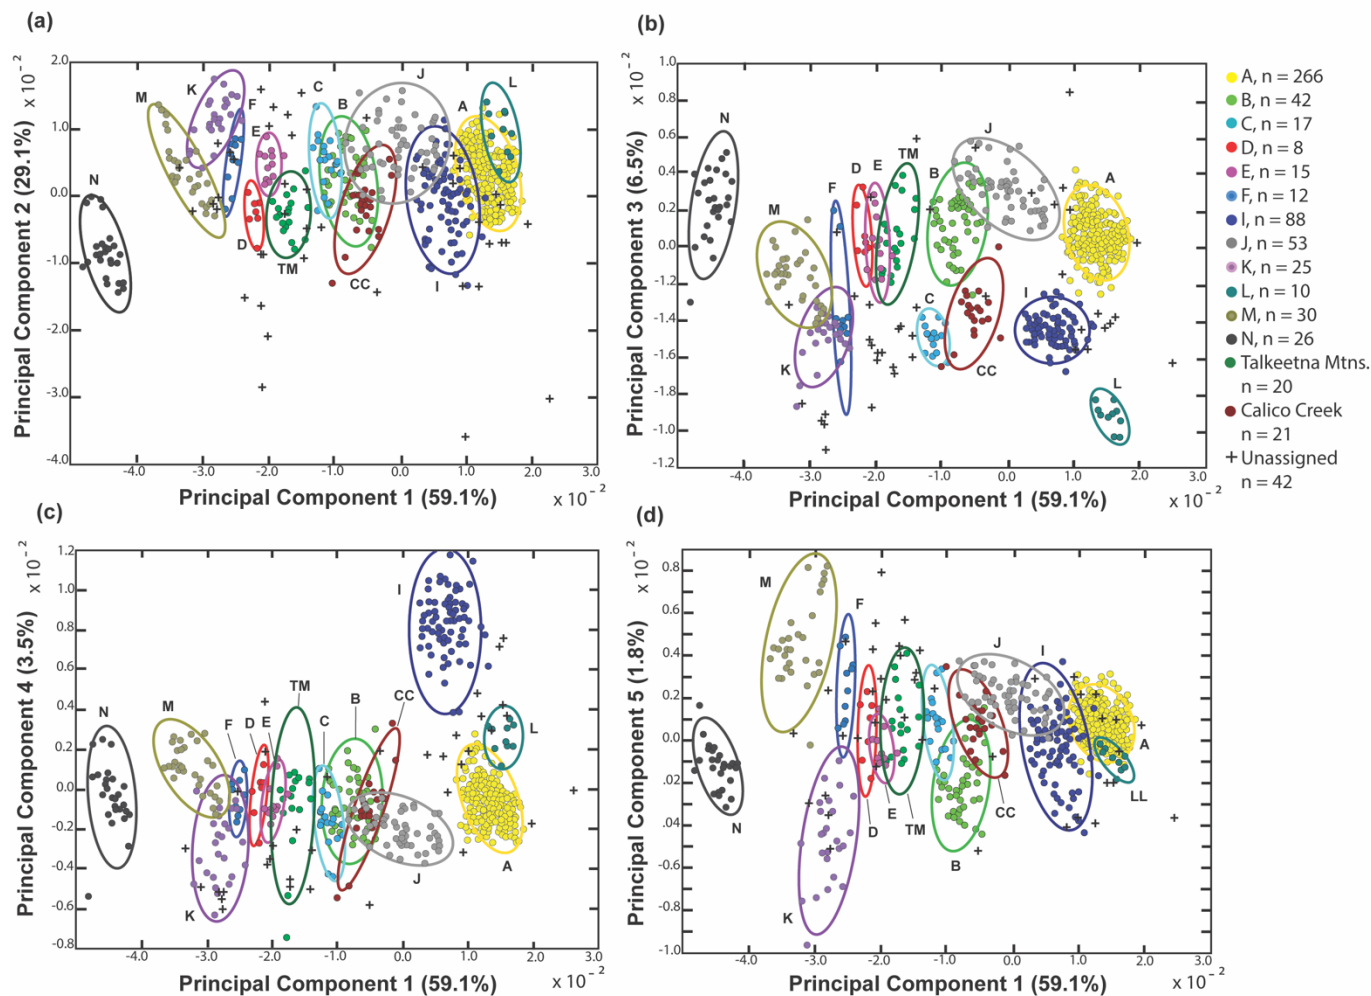 (a)
x 10⁻²
Principal Component 2 (29.1%)
2.0
1.0
0.0
-1.0
-2.0
-3.0
-4.0
N
M
K
F
E
D
TM
C
B
J
CC
I
A
L
-4.0 -3.0 -2.0 -1.0 0.0 1.0 2.0 3.0
Principal Component 1 (59.1%)
x 10⁻²
(b)
x 10⁻²
Principal Component 3 (6.5%)
1.0
0.8
0.6
0.4
0.2
0.0
-1.2
-1.4
-1.6
-1.8
-1.0
-1.2
N
M
K
F
D
E
TM
B
C
J
CC
I
A
L
-4.0 -3.0 -2.0 -1.0 0.0 1.0 2.0 3.0
Principal Component 1 (59.1%)
x 10⁻²
A, n = 266
B, n = 42
C, n = 17
D, n = 8
E, n = 15
F, n = 12
I, n = 88
J, n = 53
K, n = 25
L, n = 10
M, n = 30
N, n = 26
Talkeetna Mtns.
n = 20
Calico Creek
n = 21
+ Unassigned
n = 42
(c)
x 10⁻²
Principal Component 4 (3.5%)
1.2
1.0
0.8
0.6
0.4
0.2
0.0
-0.2
-0.4
-0.6
-0.8
N
M
K
F
D
E
TM
C
B
CC
J
I
L
A
-4.0 -3.0 -2.0 -1.0 0.0 1.0 2.0 3.0
Principal Component 1 (59.1%)
x 10⁻²
(d)
x 10⁻²
Principal Component 5 (1.8%)
0.8
0.6
0.4
0.2
0.0
-0.2
-0.4
-0.6
-0.8
-1.0
N
M
K
F
D
E
TM
B
CC
J
I
A
LL
-4.0 -3.0 -2.0 -1.0 0.0 1.0 2.0 3.0
Principal Component 1 (59.1%)
x 10⁻²